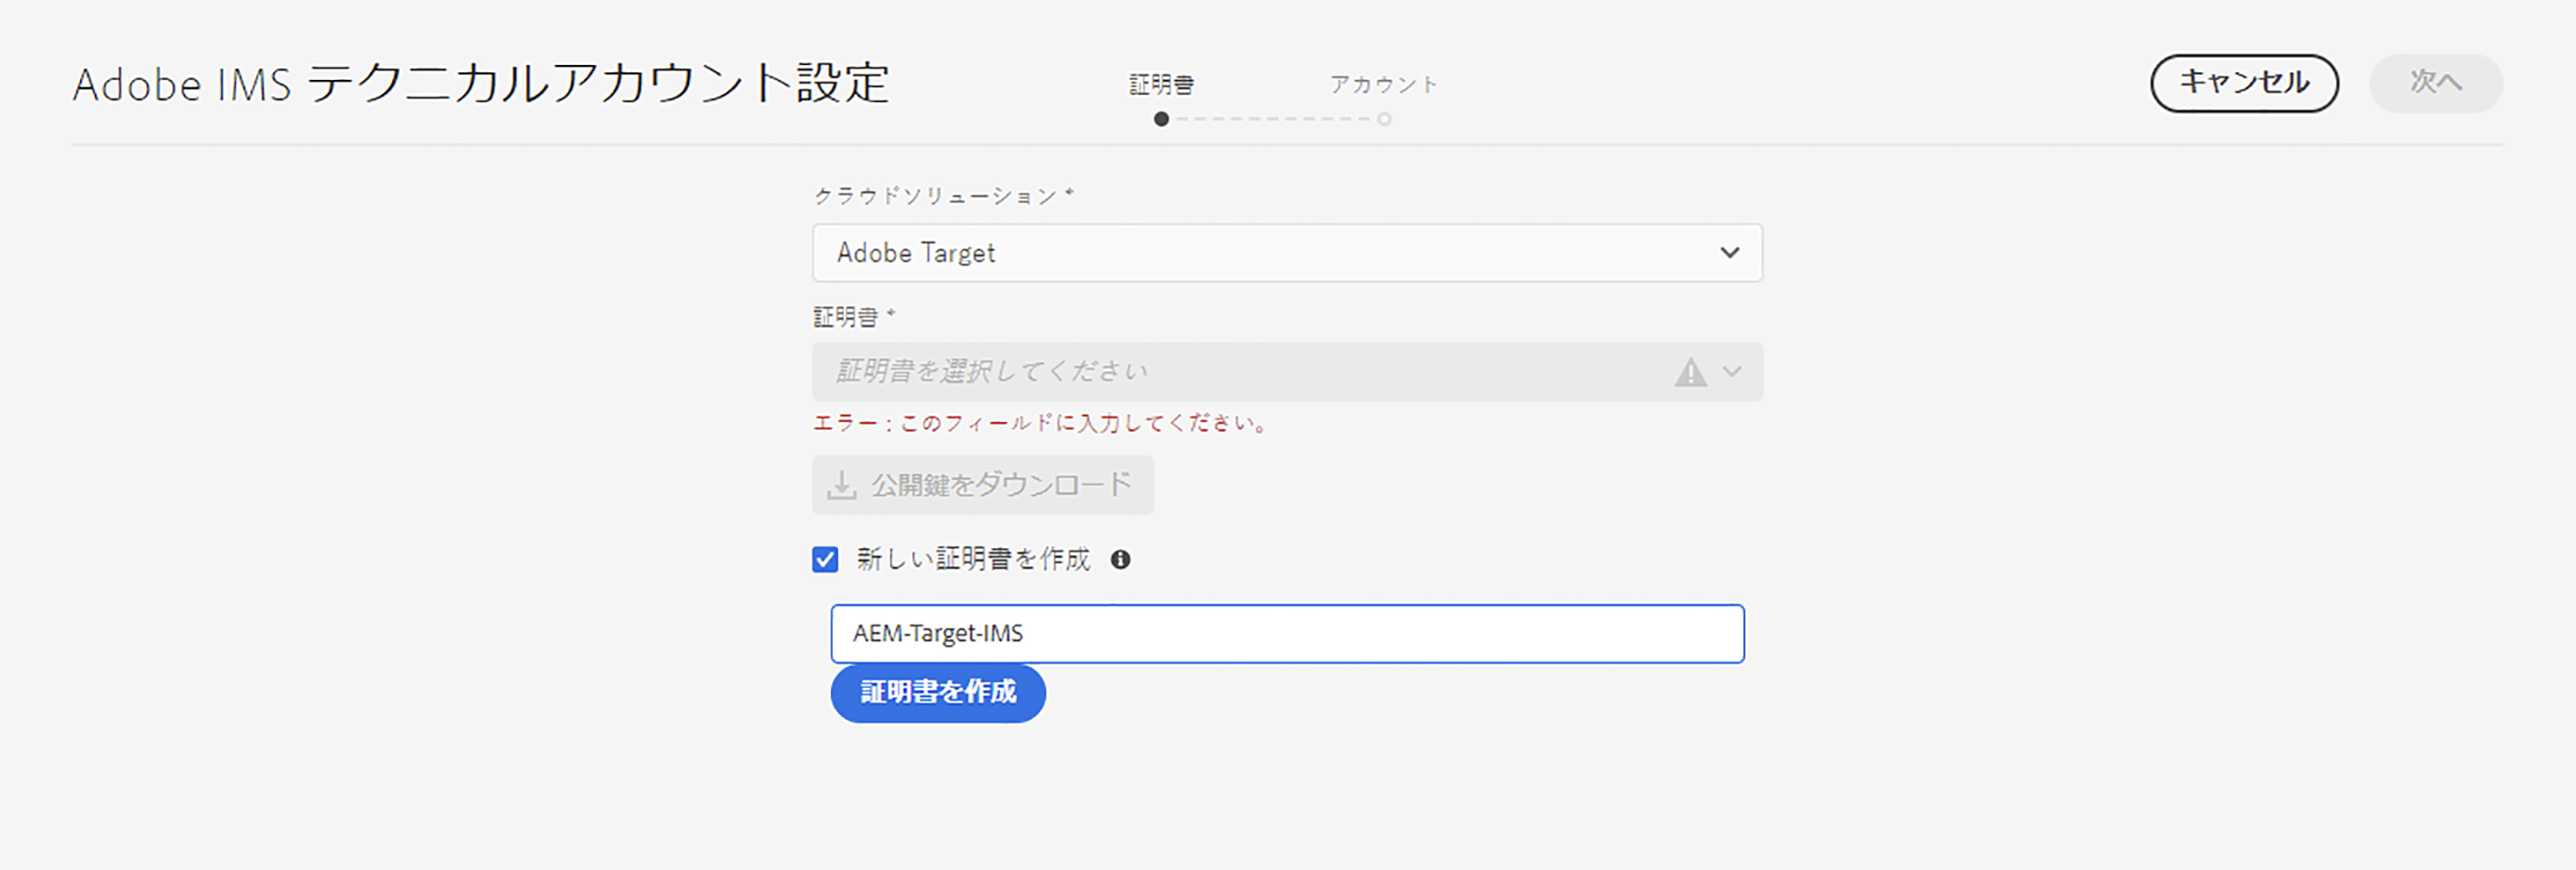 Adobe IMS テクニカルアカウント設定
証明書
アカウント
キャンセル
次へ
クラウドソリューション *
Adobe Target
証明書 *
証明書を選択してください
エラー : このフィールドに入力してください。
公開鍵をダウンロード
新しい証明書を作成
AEM-Target-IMS
証明書を作成